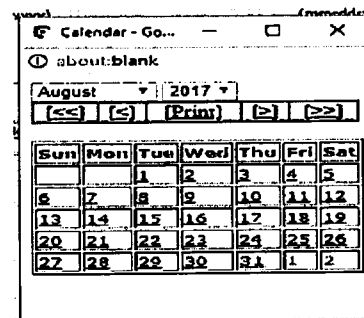 Calendar - Go...
about:blank
August 2017
[<<] [<] [Print] [>] [>>]
Sun Mon Tue Wed Thu Fri Sat
1 2 3 4 5
6 7 8 9 10 11 12
13 14 15 16 17 18 19
20 21 22 23 24 25 26
27 28 29 30 31 1 2